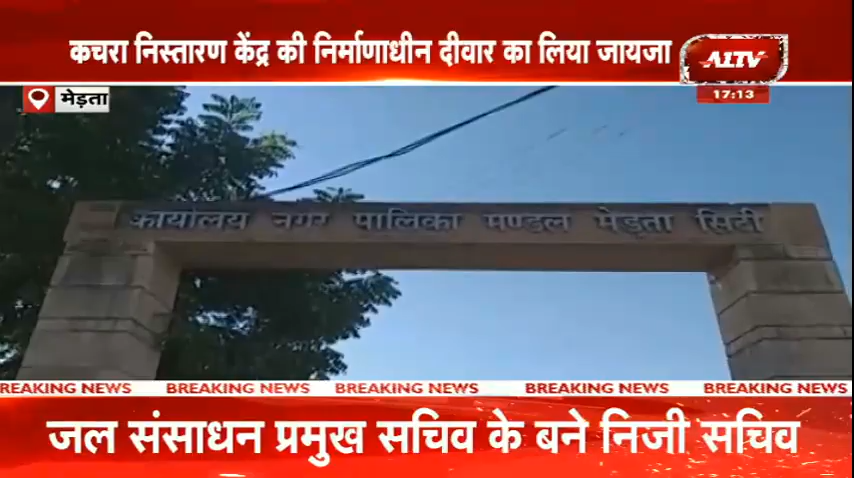 कचरा निस्तारण केंद्र की निर्माणाधीन दीवार का लिया जायजा
A1TV
17:13
मेड़ता
कार्यालय नगर पालिका मण्डल मेड़ता सिटी
BREAKING NEWS BREAKING NEWS BREAKING NEWS BREAKING NEWS BREAKING NEWS
जल संसाधन प्रमुख सचिव के बने निजी सचिव